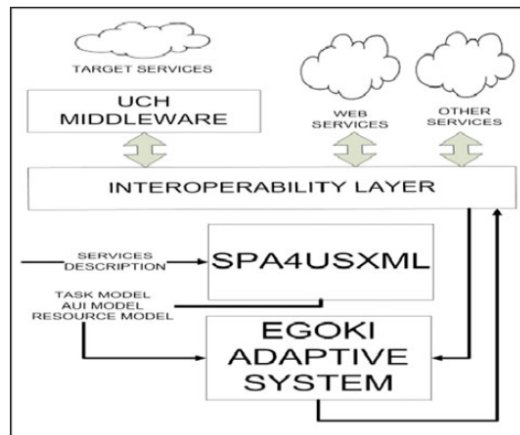 TARGET SERVICES
UCH
MIDDLEWARE
WEB
SERVICES
OTHER
SERVICES
INTEROPERABILITY LAYER
SERVICES
DESCRIPTION
SPA4USXML
TASK MODEL
AUI MODEL
RESOURCE MODEL
EGOKI
ADAPTIVE
SYSTEM